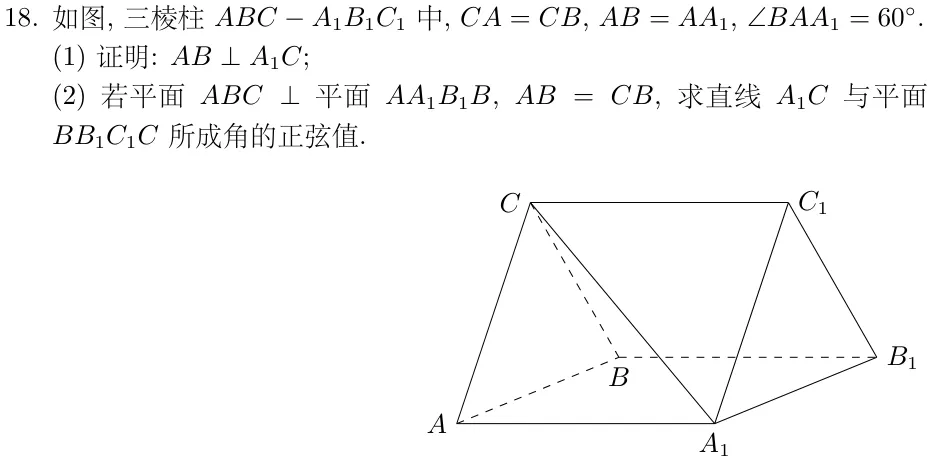 18. 如图, 三棱柱 ABC − A₁B₁C₁ 中, CA = CB, AB = AA₁, ∠BAA₁ = 60°.
(1) 证明: AB ⊥ A₁C;
(2) 若平面 ABC ⊥ 平面 AA₁B₁B, AB = CB, 求直线 A₁C 与平面
BB₁C₁C 所成角的正弦值.
C
C₁
B
B₁
A
A₁